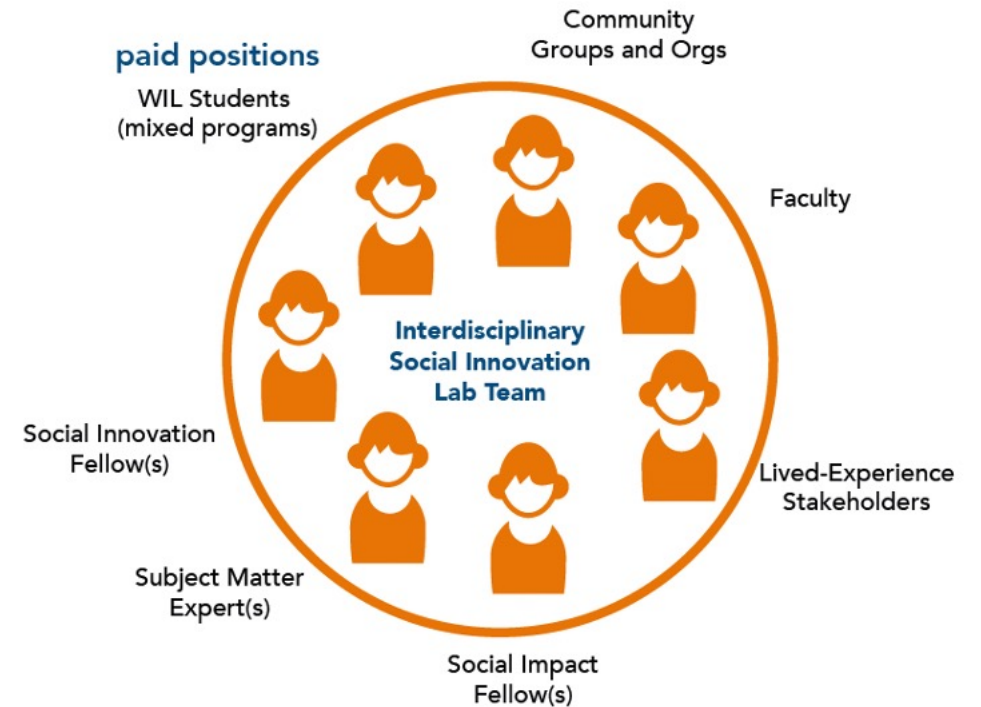 Community
Groups and Orgs
paid positions
WIL Students
(mixed programs)
Faculty
Interdisciplinary
Social Innovation
Lab Team
Social Innovation
Fellow(s)
Lived-Experience
Stakeholders
Subject Matter
Expert(s)
Social Impact
Fellow(s)